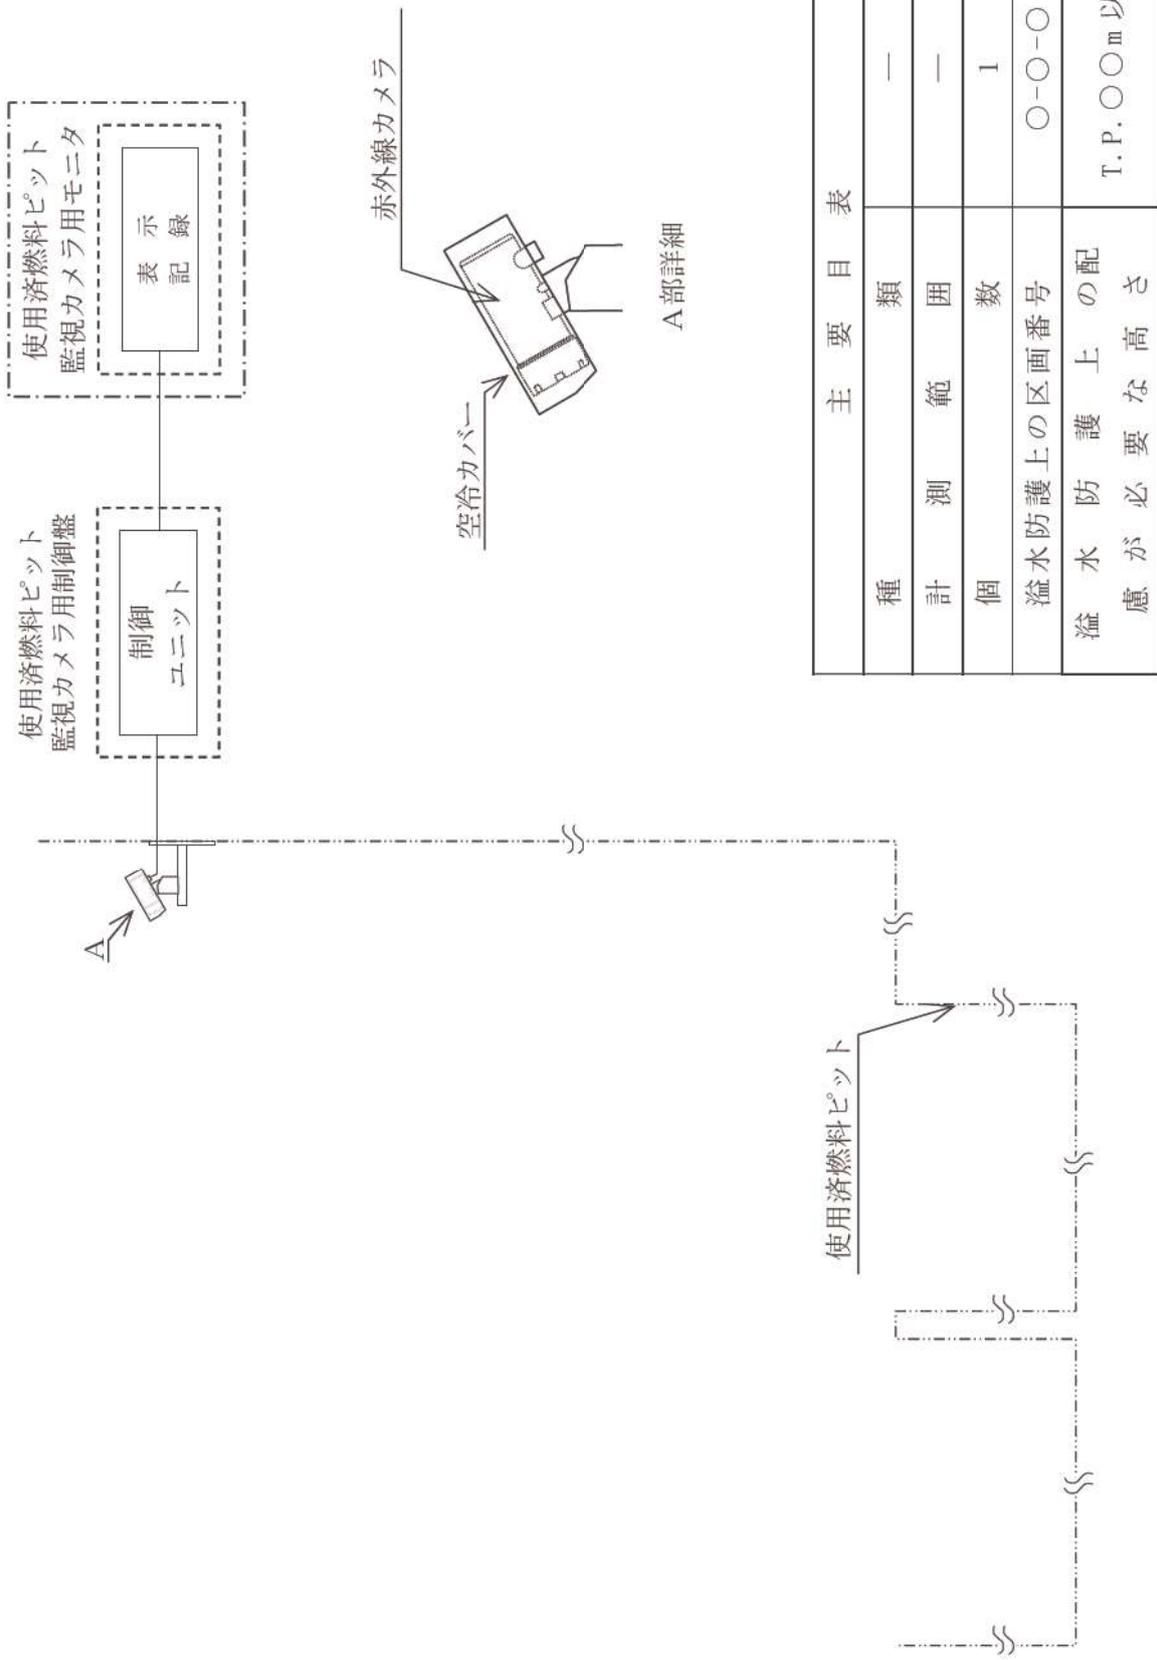 使用済燃料ピット
監視カメラ用制御盤
制御
ユニット
使用済燃料ピット
監視カメラ用モニタ
表 示
記 録
A
空冷カバー
赤外線カメラ
A部詳細
使用済燃料ピット
主 要 目 表
種 類 ―
計 測 範 囲 ―
個 数 1
溢水防護上の区画番号 ○-○-○
溢 水 防 護 上 の配 T.P.○○m以
慮 が 必 要 な 高 さ